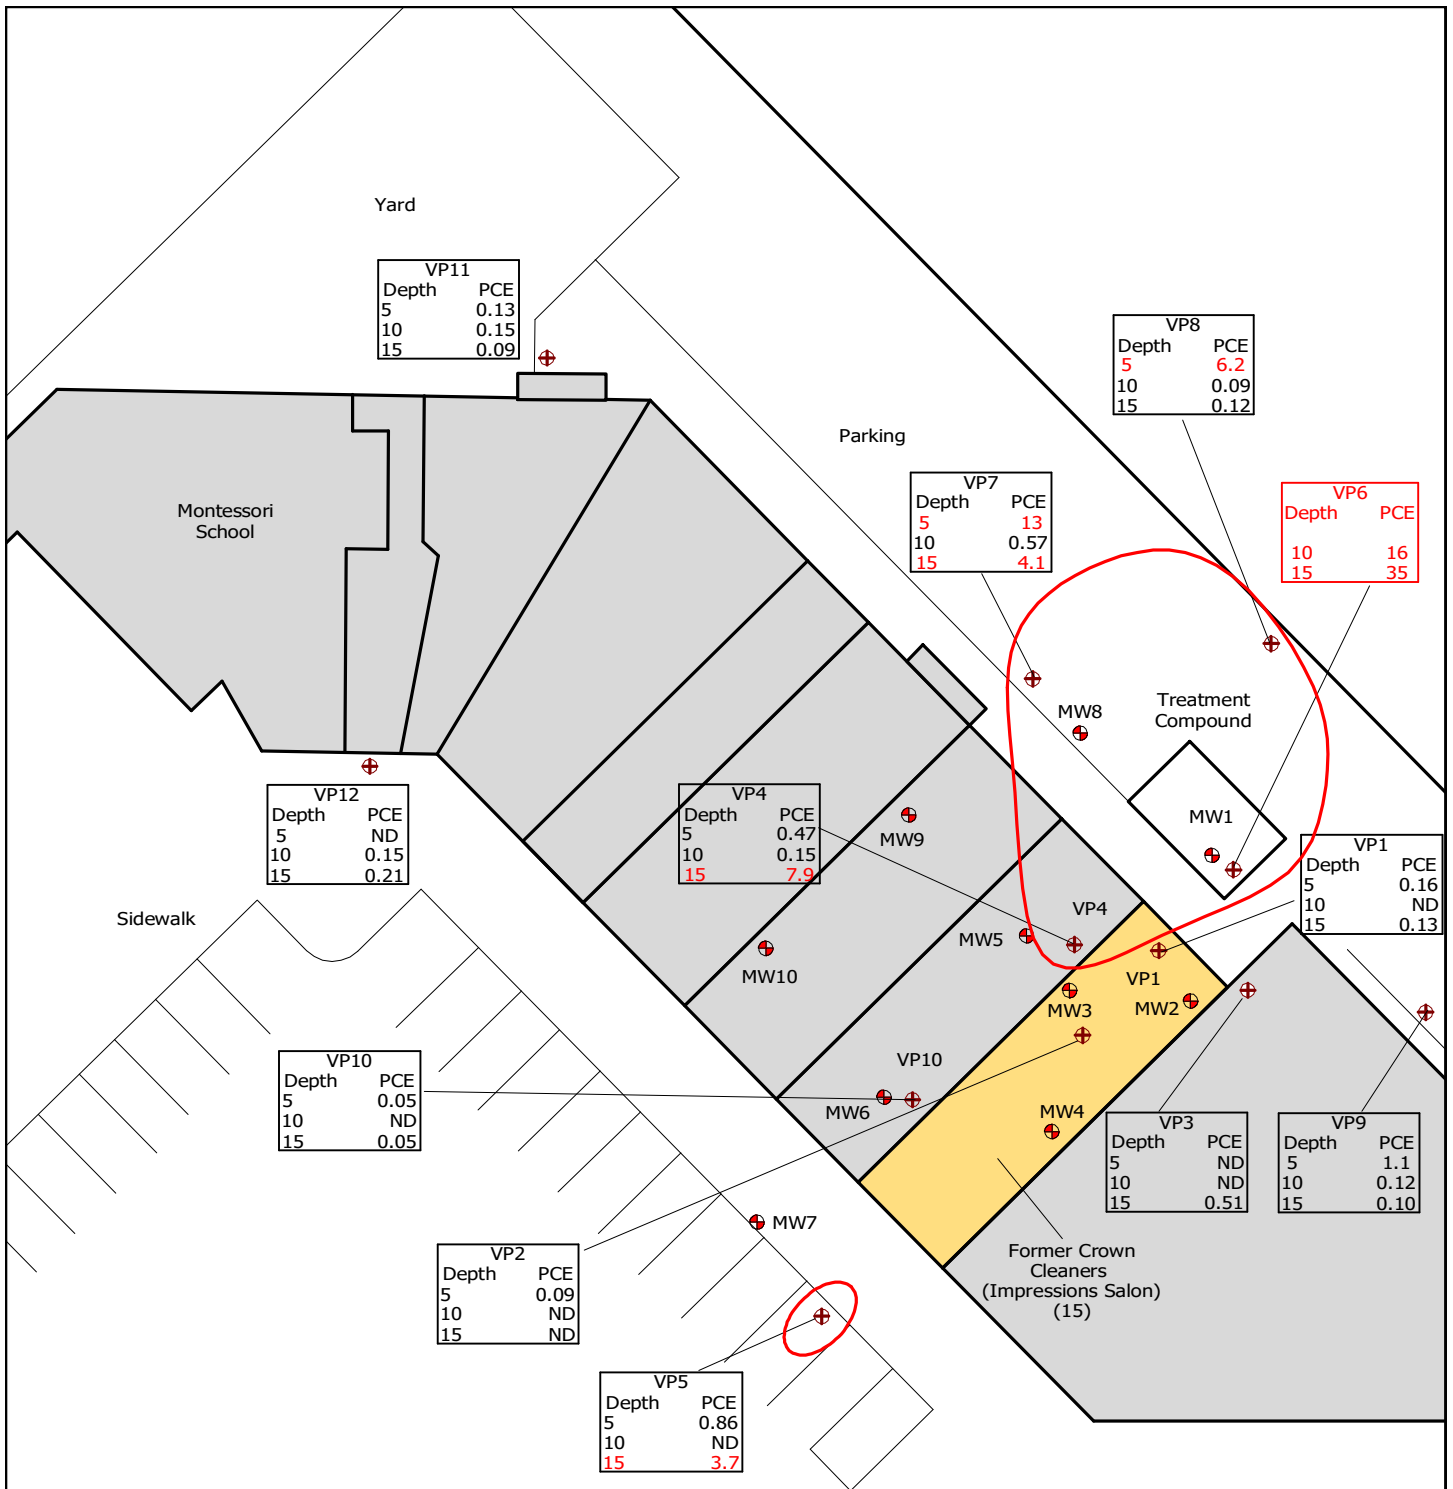 Yard
VP11
Depth PCE
5 0.13
10 0.15
15 0.09
VP8
Depth PCE
5 6.2
10 0.09
15 0.12
Parking
VP7
Depth PCE
5 13
10 0.57
15 4.1
VP6
Depth PCE
10 16
15 35
Montessori
School
Treatment
Compound
MW8
MW1
VP12
Depth PCE
5 ND
10 0.15
15 0.21
VP4
Depth PCE
5 0.47
10 0.15
15 7.9
MW9
VP1
Depth PCE
5 0.16
10 ND
15 0.13
Sidewalk
VP4
MW5
MW10
VP1
MW3
MW2
VP10
Depth PCE
5 0.05
10 ND
15 0.05
VP10
MW6
MW4
VP3
Depth PCE
5 ND
10 ND
15 0.51
VP9
Depth PCE
5 1.1
10 0.12
15 0.10
MW7
VP2
Depth PCE
5 0.09
10 ND
15 ND
Former Crown
Cleaners
(Impressions Salon)
(15)
VP5
Depth PCE
5 0.86
10 ND
15 3.7